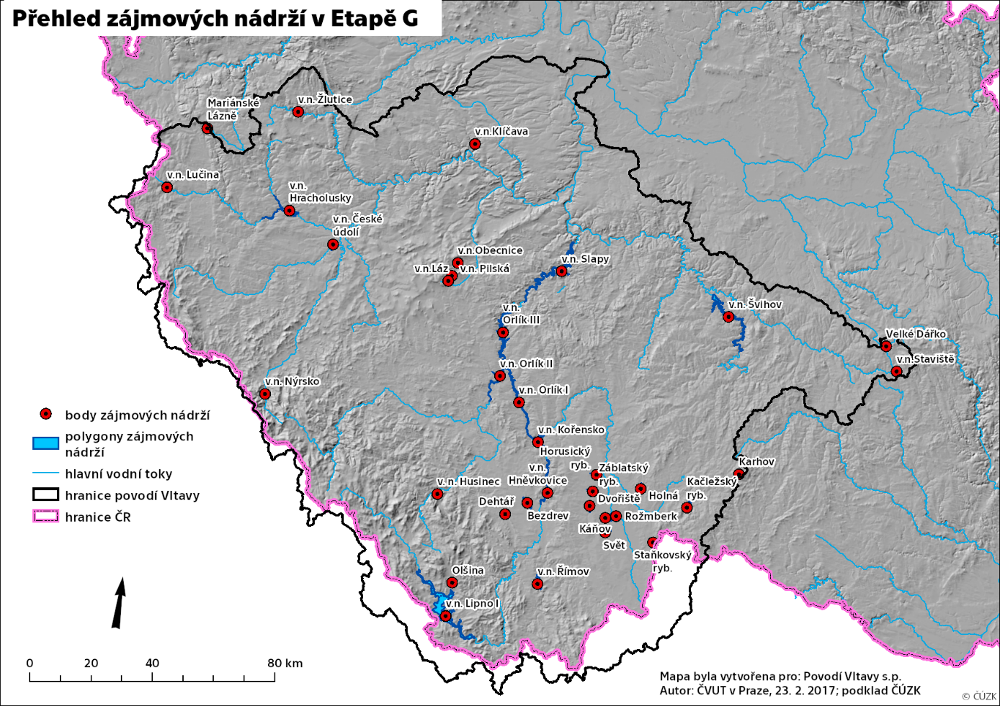 Přehled zájmových nádrží v Etapě G
Mariánské
Lázně
v.n. Žlutice
v.n.Klíčava
v.n. Lučina
v.n.
Hracholusky
v.n. České
údolí
v.n.Obecnice
v.n.Láz
v.n. Pilská
v.n. Slapy
v.n.
Orlík III
v.n. Švihov
Velké Dářko
v.n.Staviště
v.n. Orlík II
v.n. Nýrsko
v.n. Orlík I
v.n. Kořensko
Horusický
ryb.
Záblatský
ryb.
Karhov
v.n.
Hněvkovice
v. n. Husinec
Kačležský
ryb.
Dehtář
Dvořiště
Holná
Bezdrev
Rožmberk
Káňov
Svět
Staňkovský
ryb.
Olšina
v.n. Římov
v.n. Lipno I
body zájmových nádrží
polygony zájmových
nádrží
hlavní vodní toky
hranice povodí Vltavy
hranice ČR
0 20 40 80 km
Mapa byla vytvořena pro: Povodí Vltavy s.p.
Autor: ČVUT v Praze, 23. 2. 2017; podklad ČÚZK
© ČÚZK